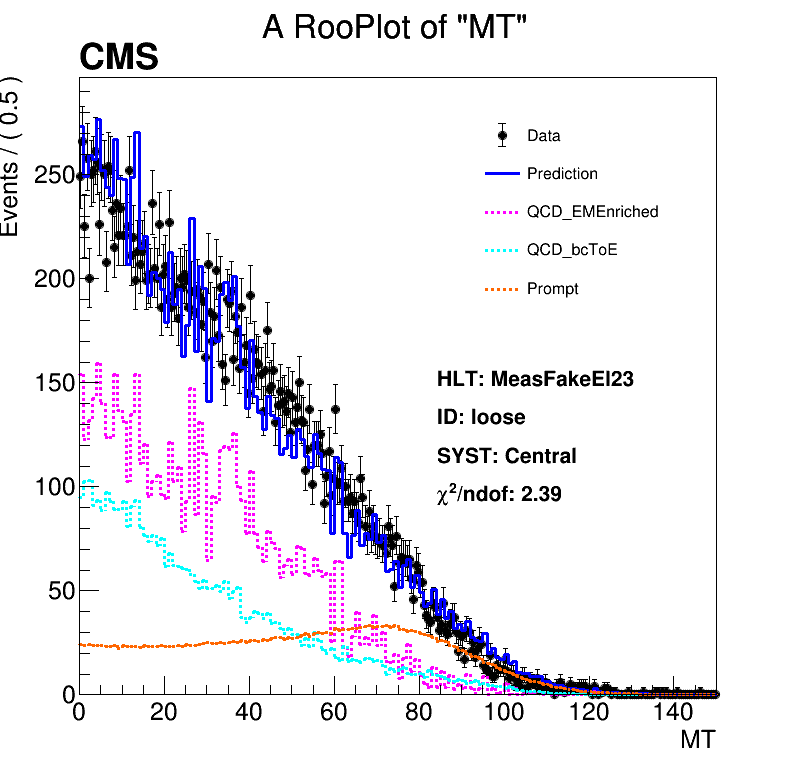 A RooPlot of "MT"
CMS
Events / ( 0.5 )
250
200
150
100
50
0
Data
Prediction
QCD_EMEnriched
QCD_bcToE
Prompt
HLT: MeasFakeEl23
ID: loose
SYST: Central
χ²/ndof: 2.39
0 20 40 60 80 100 120 140
MT